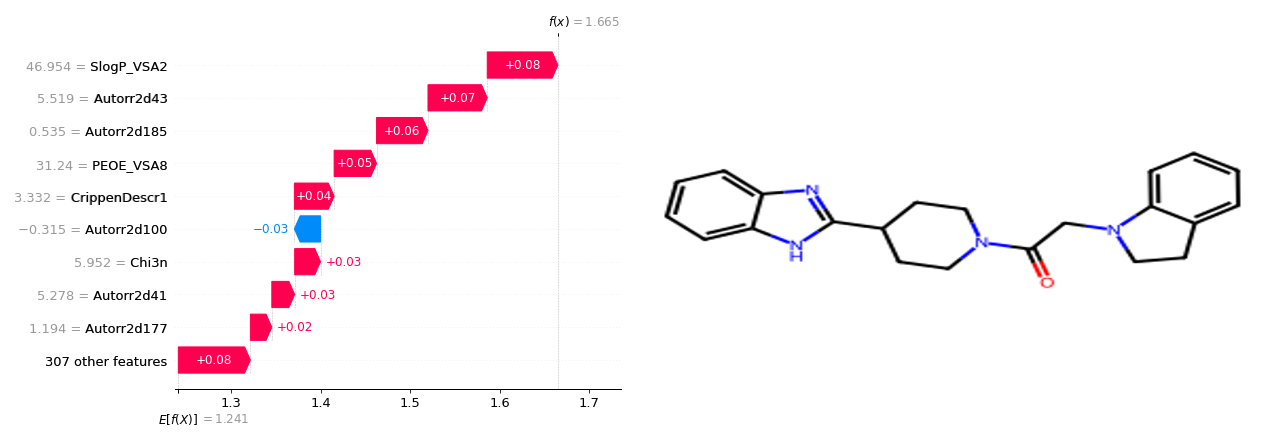 f(x) = 1.665
46.954 = SlogP_VSA2
+0.08
5.519 = Autorr2d43
+0.07
0.535 = Autorr2d185
+0.06
31.24 = PEOE_VSA8
+0.05
3.332 = CrippenDescr1
+0.04
−0.315 = Autorr2d100
−0.03
5.952 = Chi3n
+0.03
5.278 = Autorr2d41
+0.03
1.194 = Autorr2d177
+0.02
307 other features
+0.08
1.3 1.4 1.5 1.6 1.7
E[f(X)] = 1.241
N
N
H
N
O
N